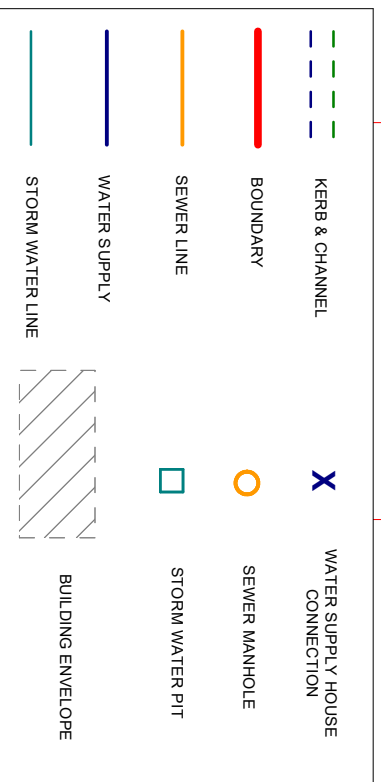 KERB & CHANNEL
BOUNDARY
SEWER LINE
WATER SUPPLY
STORM WATER LINE
X
WATER SUPPLY HOUSE
CONNECTION
SEWER MANHOLE
STORM WATER PIT
BUILDING ENVELOPE